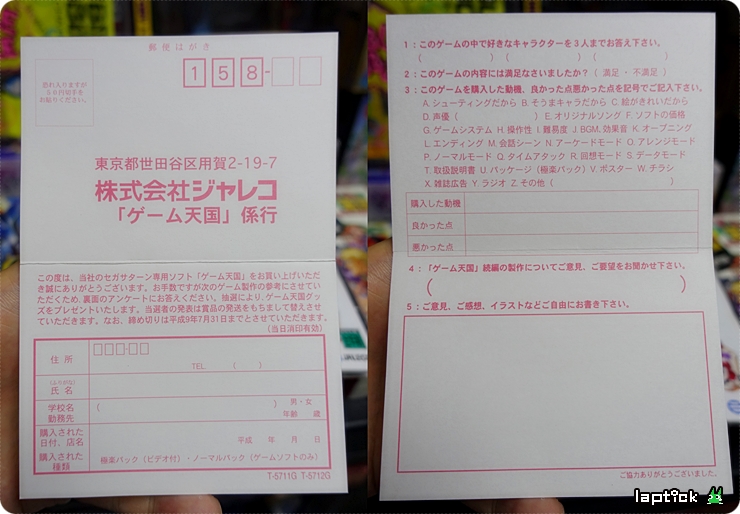 郵便はがき
恐れ入りますが
50円切手を
お貼りください。
158-
東京都世田谷区用賀2-19-7
株式会社ジャレコ
「ゲーム天国」係行
この度は、当社のセガサターン専用ソフト「ゲーム天国」をお買い上げいただ
き誠にありがとうございます。お手数ですが次のゲーム製作の参考にさせてい
ただくため、裏面のアンケートにお答えください。抽選により、ゲーム天国グッ
ズをプレゼントいたします。当選者の発表は賞品の発送をもちまして替えさせ
ていただきます。なお、締め切りは平成9年7月31日までとさせていただきます。
(当日消印有効)
住所
TEL. ( )
(ふりがな)
氏名
学校名
勤務先
( )
男・女
年齢 歳
購入された
日付、店名
平成 年 月 日
購入された
種類
極楽パック(ビデオ付)・ノーマルパック(ゲームソフトのみ)
T-5711G T-5712G
1:このゲームの中で好きなキャラクターを3人までお答え下さい。
( ) ( ) ( )
2:このゲームの内容には満足なさいましたか?(満足・不満足)
3:このゲームを購入した動機、良かった点悪かった点を記号でご記入下さい。
A.シューティングだから B.そうまキャラだから C.絵がきれいだから
D.声優( ) E.オリジナルソング F.ソフトの価格
G.ゲームシステム H.操作性 I.難易度 J.BGM、効果音 K.オープニング
L.エンディング M.会話シーン N.アーケードモード O.アレンジモード
P.ノーマルモード Q.タイムアタック R.回想モード S.データモード
T.取扱説明書 U.パッケージ(極楽パック) V.ポスター W.チラシ
X.雑誌広告 Y.ラジオ Z.その他( )
購入した動機
良かった点
悪かった点
4:「ゲーム天国」続編の製作についてご意見、ご要望をお聞かせ下さい。
( )
5:ご意見、ご感想、イラストなどご自由にお書き下さい。
ご協力ありがとうございました。
laptick